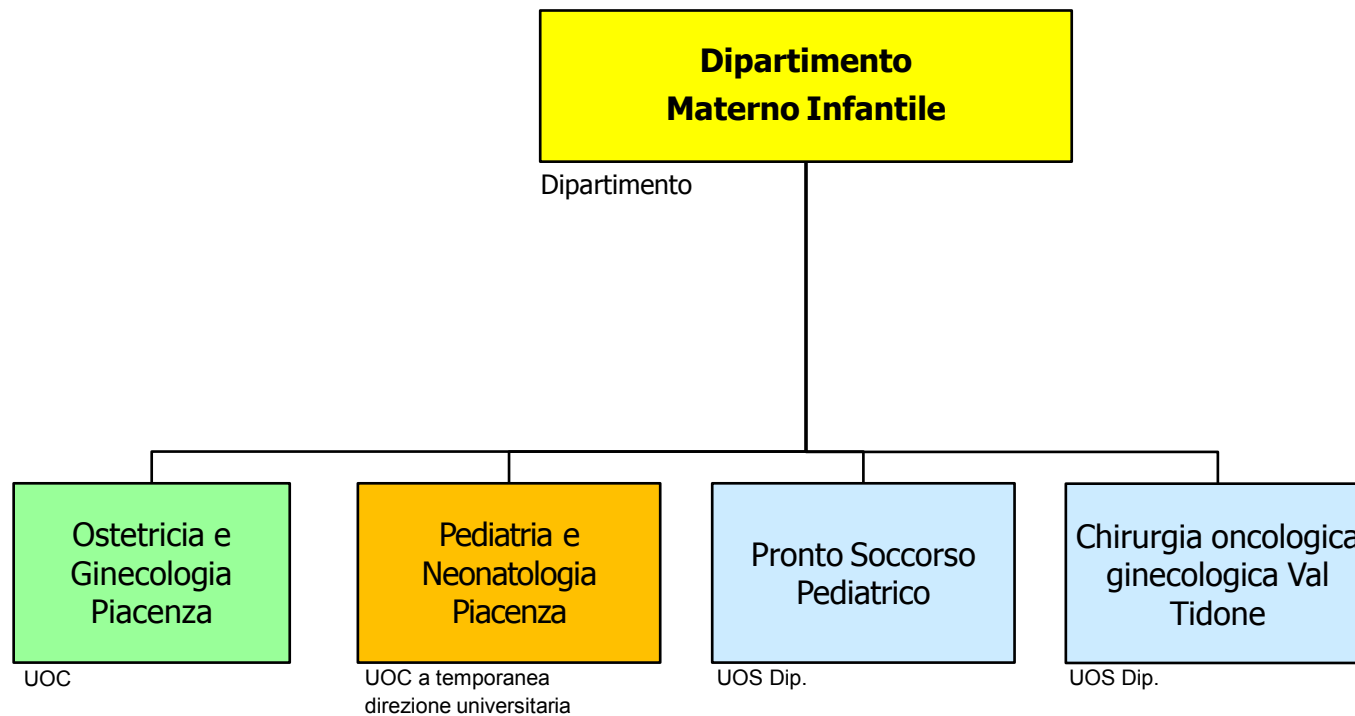 Dipartimento
Materno Infantile
Dipartimento
Ostetricia e
Ginecologia
Piacenza
UOC
Pediatria e
Neonatologia
Piacenza
UOC a temporanea
direzione universitaria
Pronto Soccorso
Pediatrico
UOS Dip.
Chirurgia oncologica
ginecologica Val
Tidone
UOS Dip.